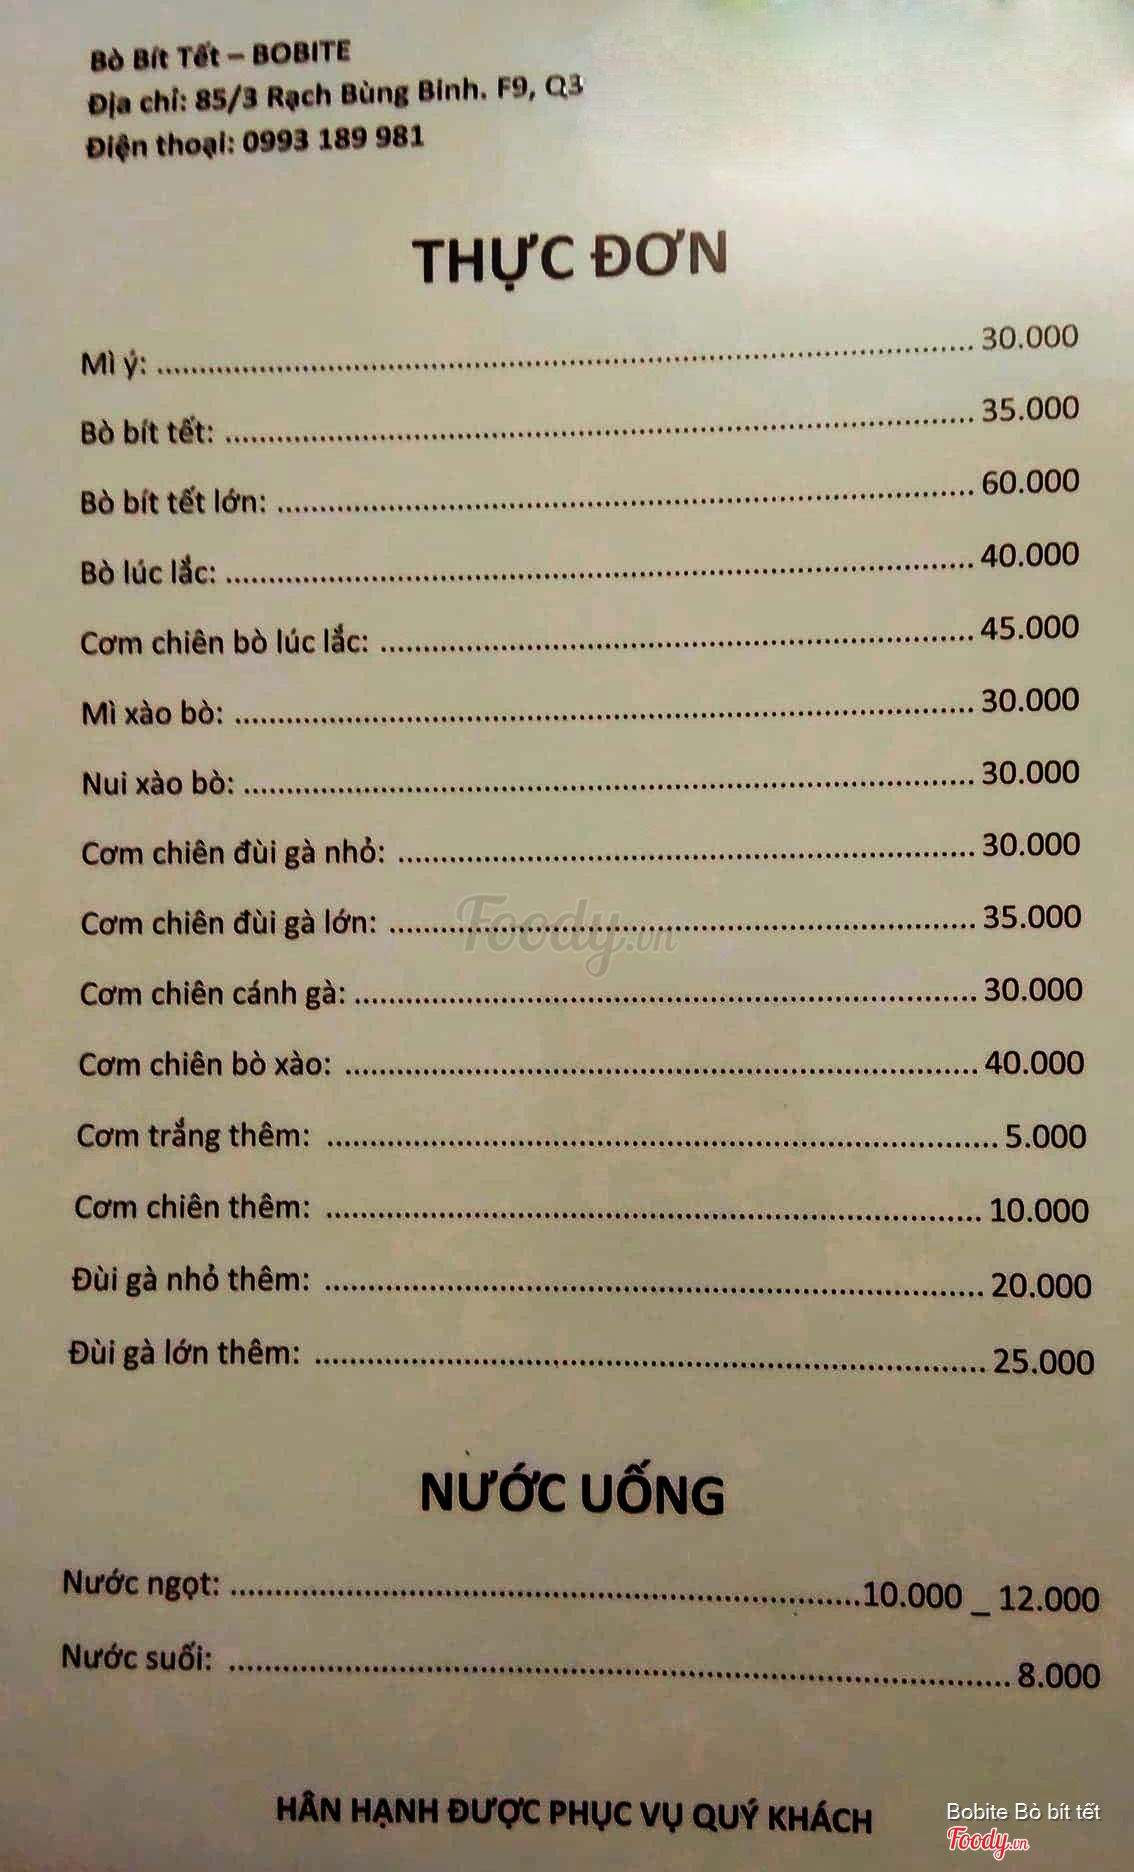 Bò Bít Tết – BOBITE
Địa chỉ: 85/3 Rạch Bùng Binh. F9, Q3
Điện thoại: 0993 189 981
THỰC ĐƠN
Mì ý: ........................ 30.000
Bò bít tết: ........................ 35.000
Bò bít tết lớn: ........................ 60.000
Bò lúc lắc: ........................ 40.000
Cơm chiên bò lúc lắc: ........................ 45.000
Mì xào bò: ........................ 30.000
Nui xào bò: ........................ 30.000
Cơm chiên đùi gà nhỏ: ........................ 30.000
Cơm chiên đùi gà lớn: ........................ 35.000
Foody.vn
Cơm chiên cánh gà: ........................ 30.000
Cơm chiên bò xào: ........................ 40.000
Cơm trắng thêm: ........................ 5.000
Cơm chiên thêm: ........................ 10.000
Đùi gà nhỏ thêm: ........................ 20.000
Đùi gà lớn thêm: ........................ 25.000
NƯỚC UỐNG
Nước ngọt: ........................10.000 _ 12.000
Nước suối: ........................ 8.000
HÂN HẠNH ĐƯỢC PHỤC VỤ QUÝ KHÁCH
Bobite Bò bít tết
Foody.vn